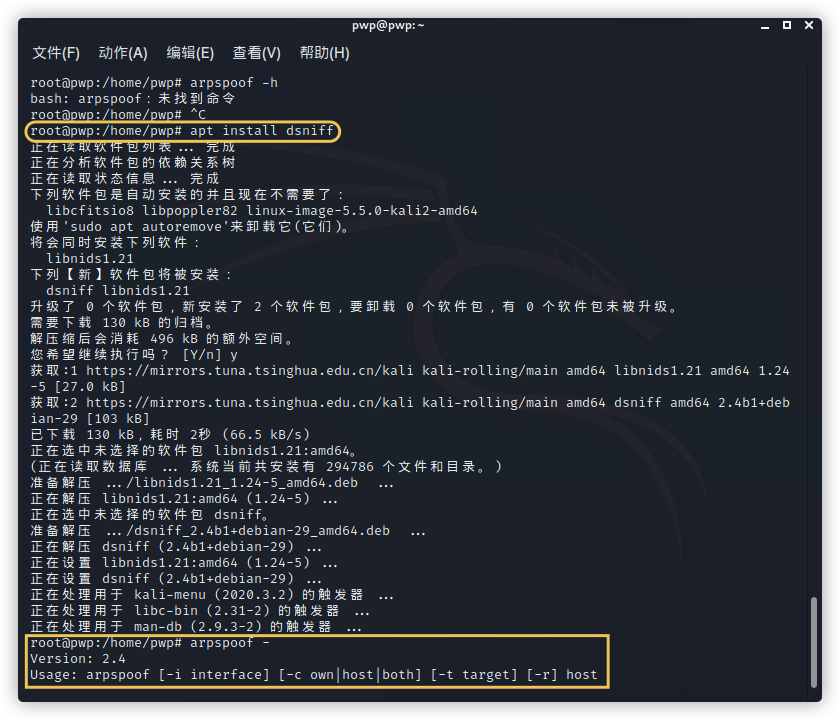 pwp@pwp:~
文件(F) 动作(A) 编辑(E) 查看(V) 帮助(H)
root@pwp:/home/pwp# arpspoof -h
bash: arpspoof：未找到命令
root@pwp:/home/pwp# ^C
root@pwp:/home/pwp# apt install dsniff
正在读取软件包列表... 完成
正在分析软件包的依赖关系树
正在读取状态信息... 完成
下列软件包是自动安装的并且现在不需要了：
  libcfitsio8 libpoppler82 linux-image-5.5.0-kali2-amd64
使用'sudo apt autoremove'来卸载它(它们)。
将会同时安装下列软件：
  libnids1.21
下列【新】软件包将被安装：
  dsniff libnids1.21
升级了 0 个软件包，新安装了 2 个软件包，要卸载 0 个软件包，有 0 个软件包未被升级。
需要下载 130 kB 的归档。
解压缩后会消耗 496 kB 的额外空间。
您希望继续执行吗？ [Y/n] y
获取:1 https://mirrors.tuna.tsinghua.edu.cn/kali kali-rolling/main amd64 libnids1.21 amd64 1.24
-5 [27.0 kB]
获取:2 https://mirrors.tuna.tsinghua.edu.cn/kali kali-rolling/main amd64 dsniff amd64 2.4b1+deb
ian-29 [103 kB]
已下载 130 kB，耗时 2秒 (66.5 kB/s)
正在选中未选择的软件包 libnids1.21:amd64。
(正在读取数据库 ... 系统当前共安装有 294786 个文件和目录。)
准备解压 .../libnids1.21_1.24-5_amd64.deb  ...
正在解压 libnids1.21:amd64 (1.24-5) ...
正在选中未选择的软件包 dsniff。
准备解压 .../dsniff_2.4b1+debian-29_amd64.deb  ...
正在解压 dsniff (2.4b1+debian-29) ...
正在设置 libnids1.21:amd64 (1.24-5) ...
正在设置 dsniff (2.4b1+debian-29) ...
正在处理用于 kali-menu (2020.3.2) 的触发器 ...
正在处理用于 libc-bin (2.31-2) 的触发器 ...
正在处理用于 man-db (2.9.3-2) 的触发器 ...
root@pwp:/home/pwp# arpspoof -
Version: 2.4
Usage: arpspoof [-i interface] [-c own|host|both] [-t target] [-r] host